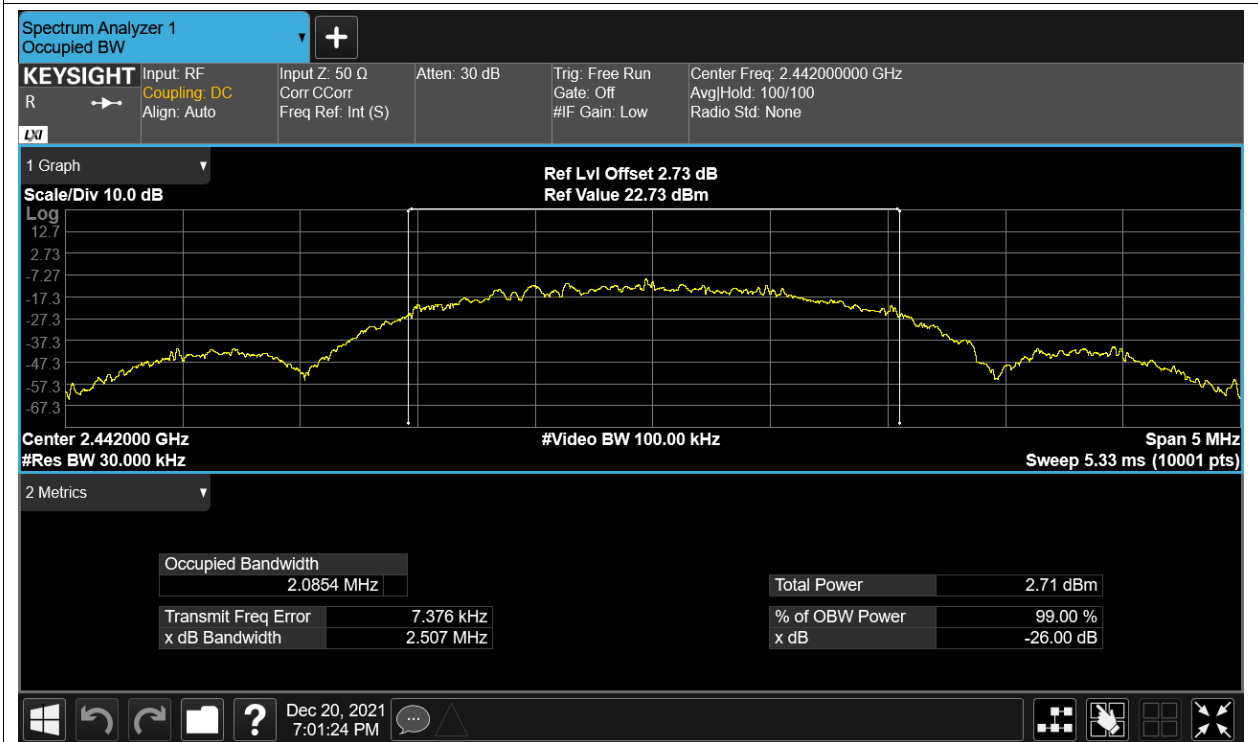 Spectrum Analyzer 1
Occupied BW
KEYSIGHT Input: RF Input Z: 50 Ω Atten: 30 dB Trig: Free Run Center Freq: 2.442000000 GHz
R Coupling: DC Corr CCorr Gate: Off Avg|Hold: 100/100
Align: Auto Freq Ref: Int (S) #IF Gain: Low Radio Std: None
LXI
1 Graph Ref Lvl Offset 2.73 dB
Scale/Div 10.0 dB Ref Value 22.73 dBm
Log
12.7
2.73
-7.27
-17.3
-27.3
-37.3
-47.3
-57.3
-67.3
Center 2.442000 GHz #Video BW 100.00 kHz Span 5 MHz
#Res BW 30.000 kHz Sweep 5.33 ms (10001 pts)
2 Metrics
Occupied Bandwidth
2.0854 MHz Total Power 2.71 dBm
Transmit Freq Error 7.376 kHz % of OBW Power 99.00 %
x dB Bandwidth 2.507 MHz x dB -26.00 dB
? Dec 20, 2021
7:01:24 PM